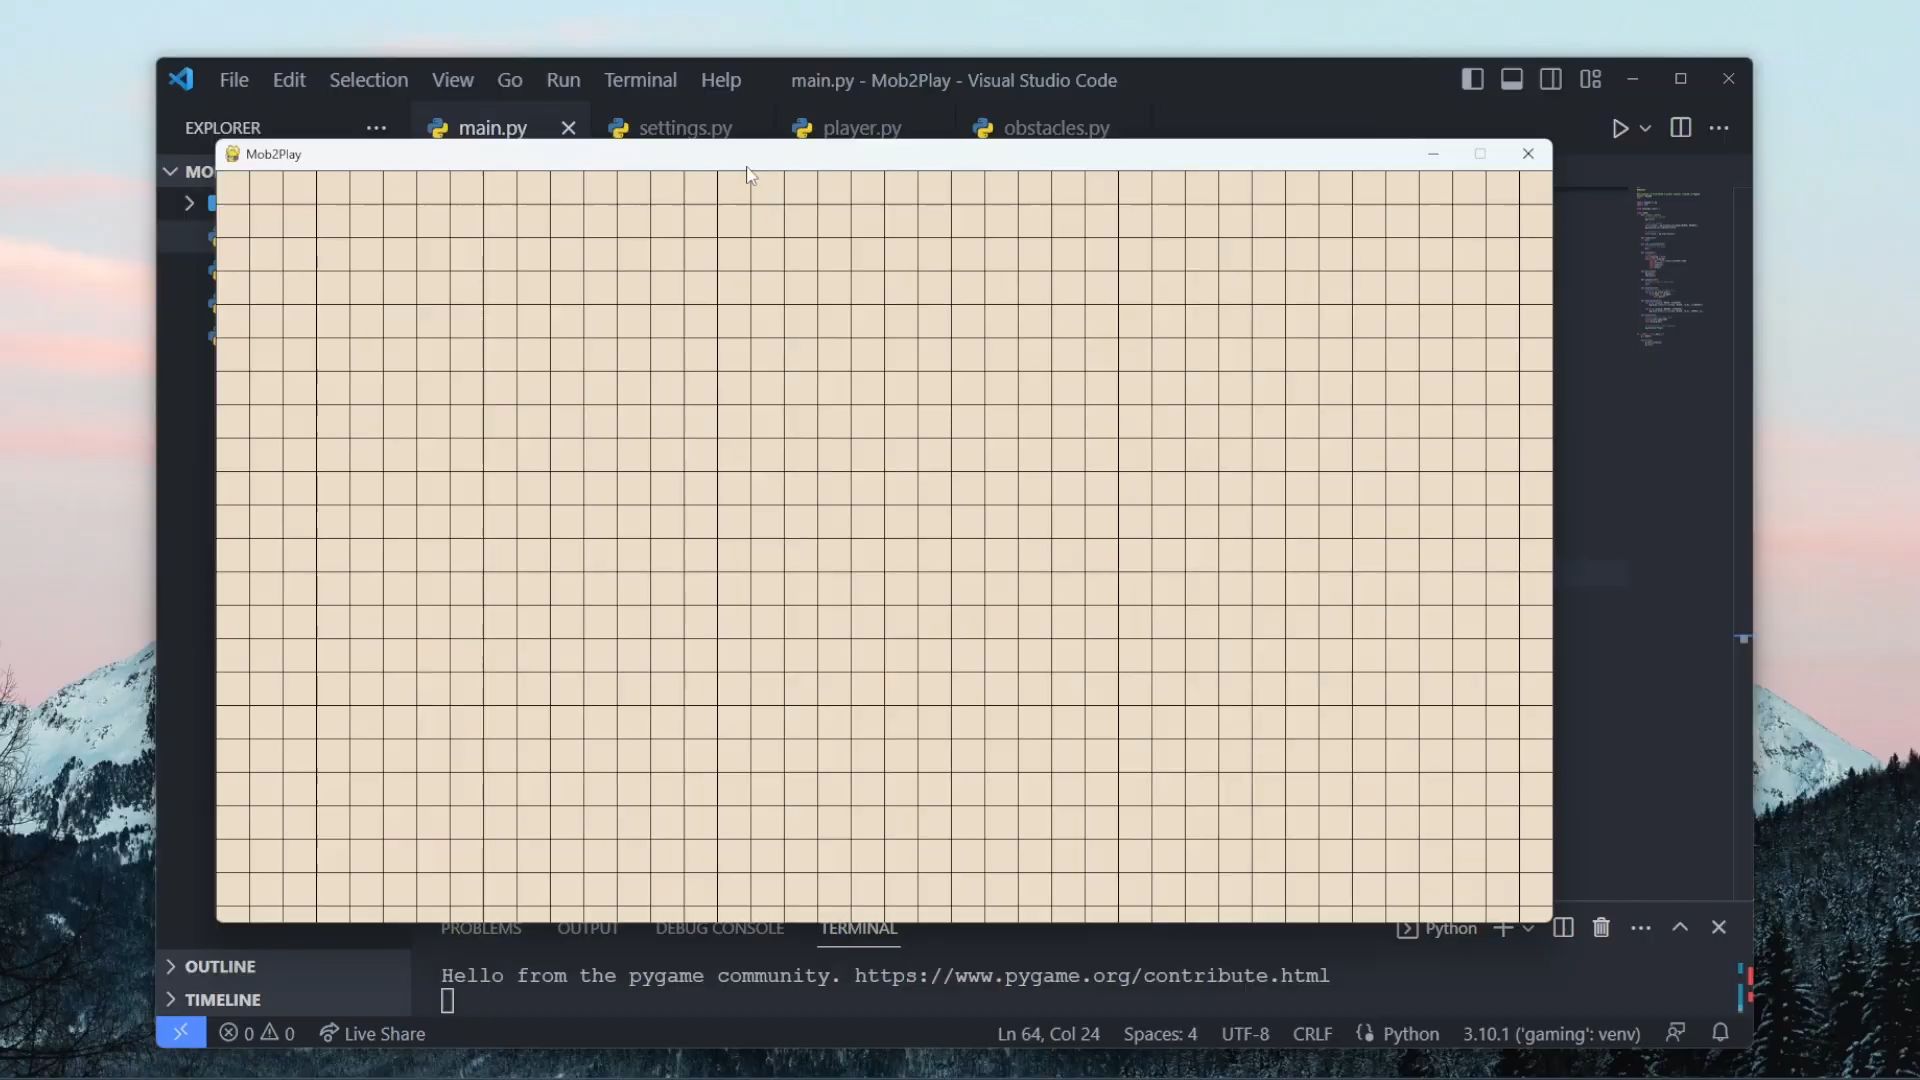 File Edit Selection View Go Run Terminal Help main.py - Mob2Play - Visual Studio Code
EXPLORER main.py settings.py player.py obstacles.py
MO
Mob2Play
PROBLEMS OUTPUT DEBUG CONSOLE TERMINAL Python
Hello from the pygame community. https://www.pygame.org/contribute.html
OUTLINE
TIMELINE
0 0 Live Share Ln 64, Col 24 Spaces: 4 UTF-8 CRLF Python 3.10.1 ('gaming': venv)